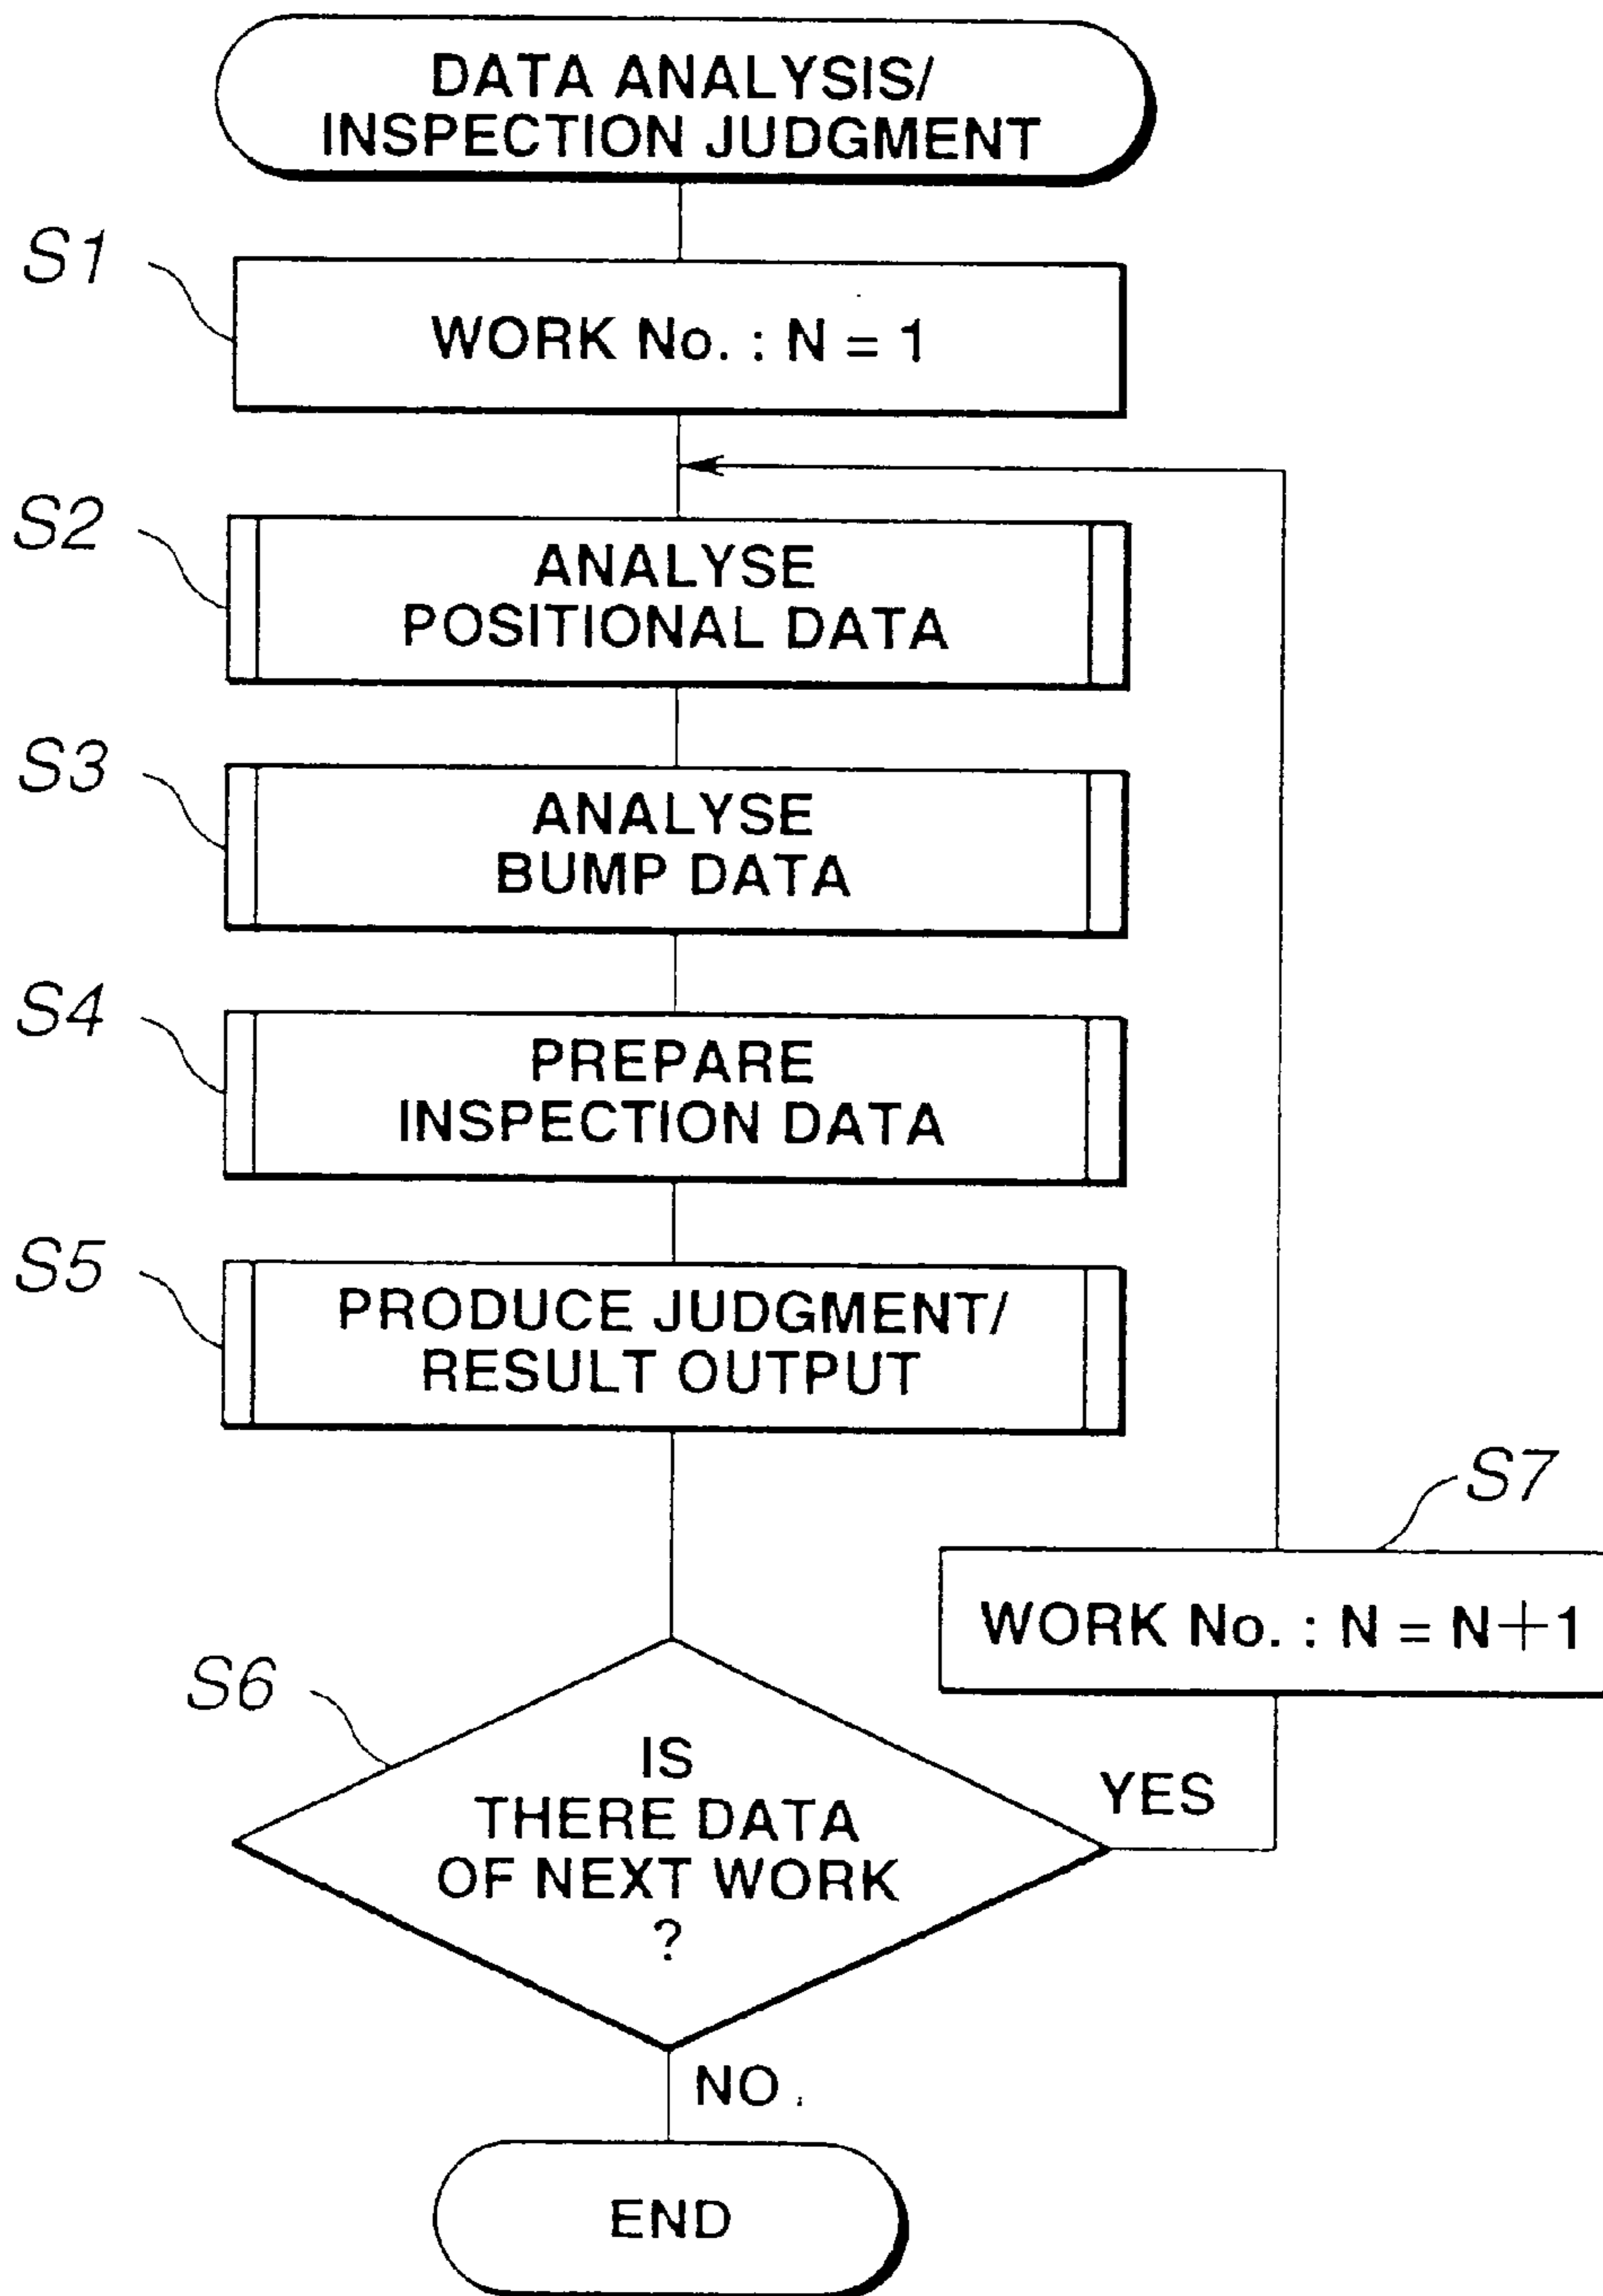 DATA ANALYSIS/
INSPECTION JUDGMENT
S1
WORK No. : N = 1
S2
ANALYSE
POSITIONAL DATA
S3
ANALYSE
BUMP DATA
S4
PREPARE
INSPECTION DATA
S5
PRODUCE JUDGMENT/
RESULT OUTPUT
S7
WORK No. : N = N+1
S6
IS
THERE DATA
OF NEXT WORK
?
YES
NO
END